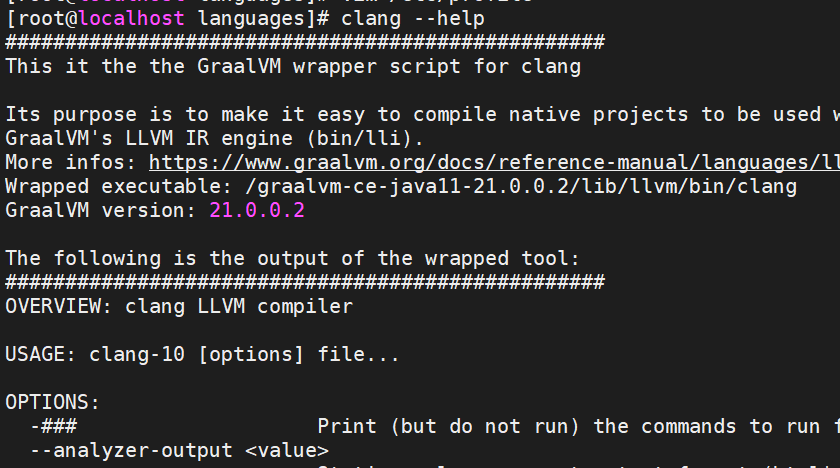 [root@localhost languages]# clang --help
##################################################
This it the the GraalVM wrapper script for clang
Its purpose is to make it easy to compile native projects to be used
GraalVM's LLVM IR engine (bin/lli).
More infos: https://www.graalvm.org/docs/reference-manual/languages/ll
Wrapped executable: /graalvm-ce-java11-21.0.0.2/lib/llvm/bin/clang
GraalVM version: 21.0.0.2
The following is the output of the wrapped tool:
##################################################
OVERVIEW: clang LLVM compiler
USAGE: clang-10 [options] file...
OPTIONS:
-### Print (but do not run) the commands to run
--analyzer-output <value>